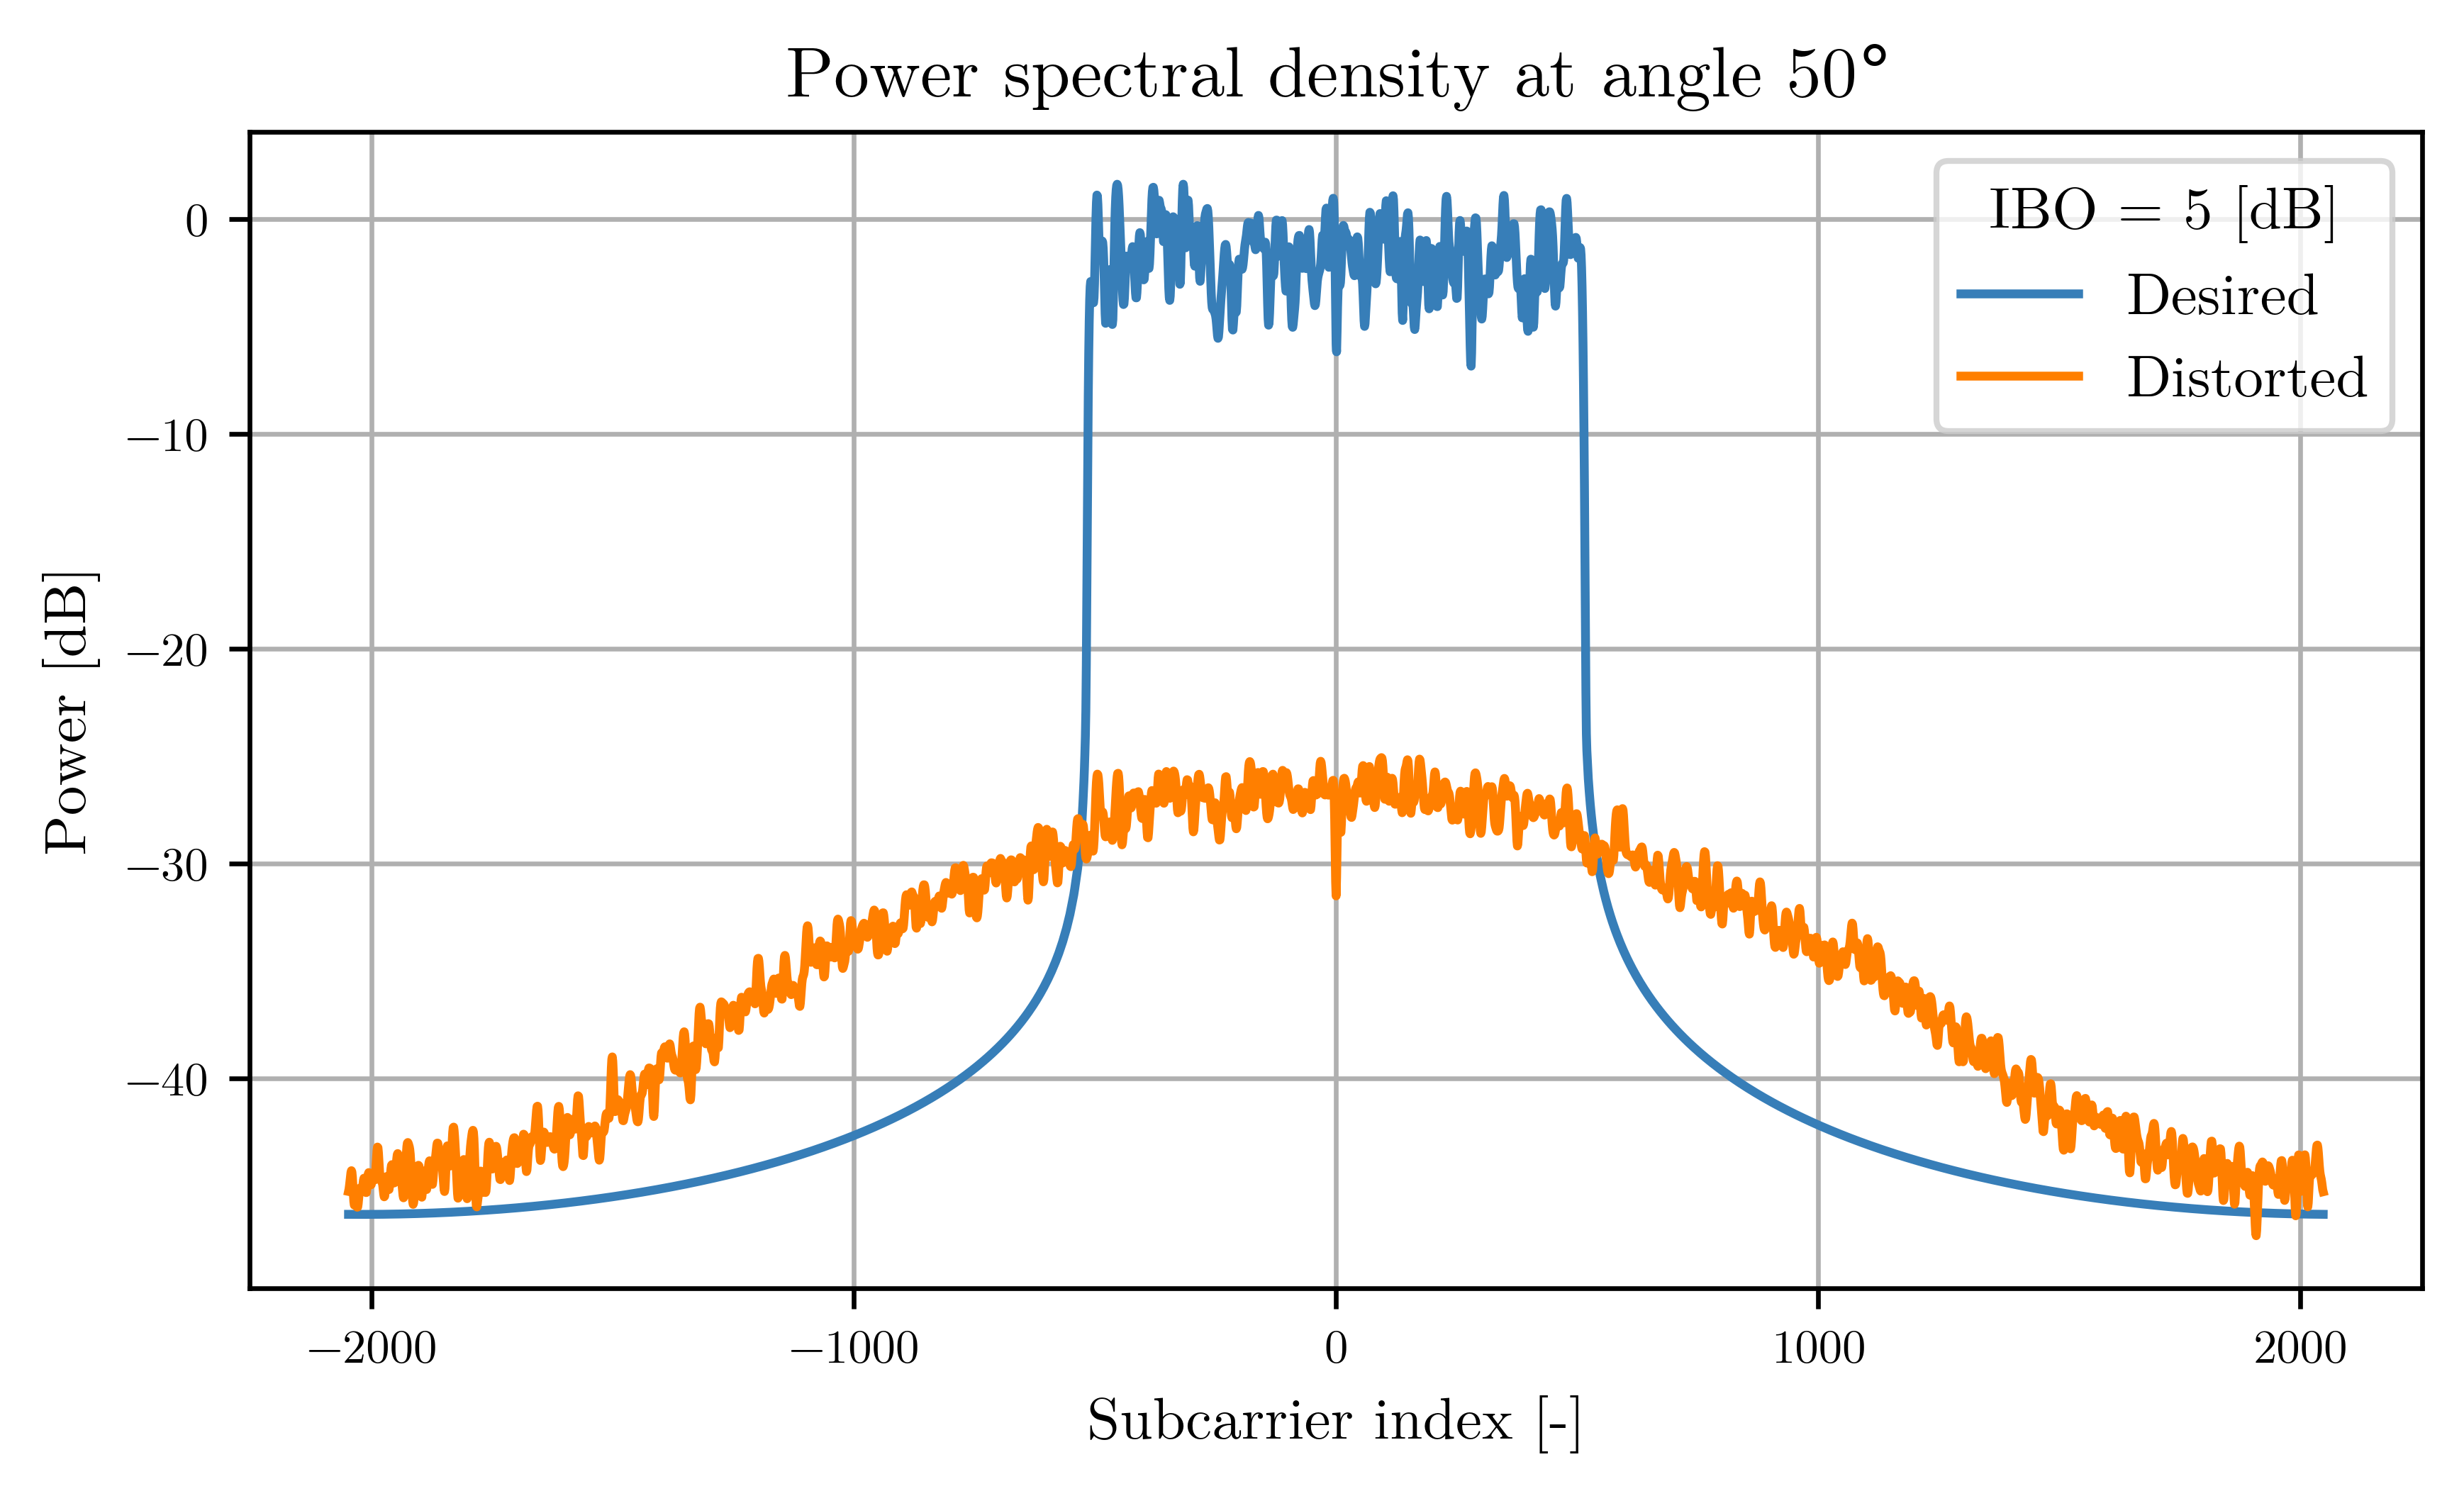 Power spectral density at angle 50°
IBO = 5 [dB]
Desired
Distorted
Power [dB]
0
−10
−20
−30
−40
−2000
−1000
0
1000
2000
Subcarrier index [-]